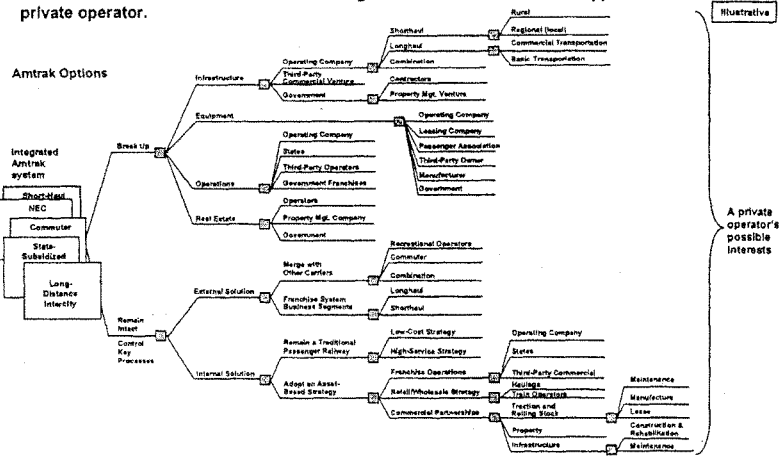 private operator.
Illustrative
Amtrak Options
Integrated
Amtrak
system
Short-Haul
NEC
Commuter
State-
Subsidized
Long-
Distance
Intercity
Break Up
Remain
Intact
Control
Key
Processes
Infrastructure
Equipment
Operations
Real Estate
External Solution
Internal Solution
Operating Company
Third-Party
Commercial Venture
Government
Shorthaul
Longhaul
Combination
Contractors
Property Mgt. Venture
Rural
Regional (local)
Commercial Transportation
Basic Transportation
Operating Company
Leasing Company
Passenger Association
Third-Party Owner
Manufacturer
Government
Operating Company
States
Third-Party Operators
Government Franchises
Operators
Property Mgt. Company
Government
Merge with
Other Carriers
Franchise System
Business Segments
Recreational Operators
Commuter
Combination
Longhaul
Shorthaul
Remain a Traditional
Passenger Railway
Adopt an Asset-
Based Strategy
Low-Cost Strategy
High-Service Strategy
Franchise Operations
Retail/Wholesale Strategy
Commercial Partnerships
Operating Company
States
Third-Party Commercial
Haulage
Train Operators
Traction and
Rolling Stock
Property
Infrastructure
Maintenance
Manufacture
Lease
Construction &
Rehabilitation
Maintenance
A private
operator's
possible
interests